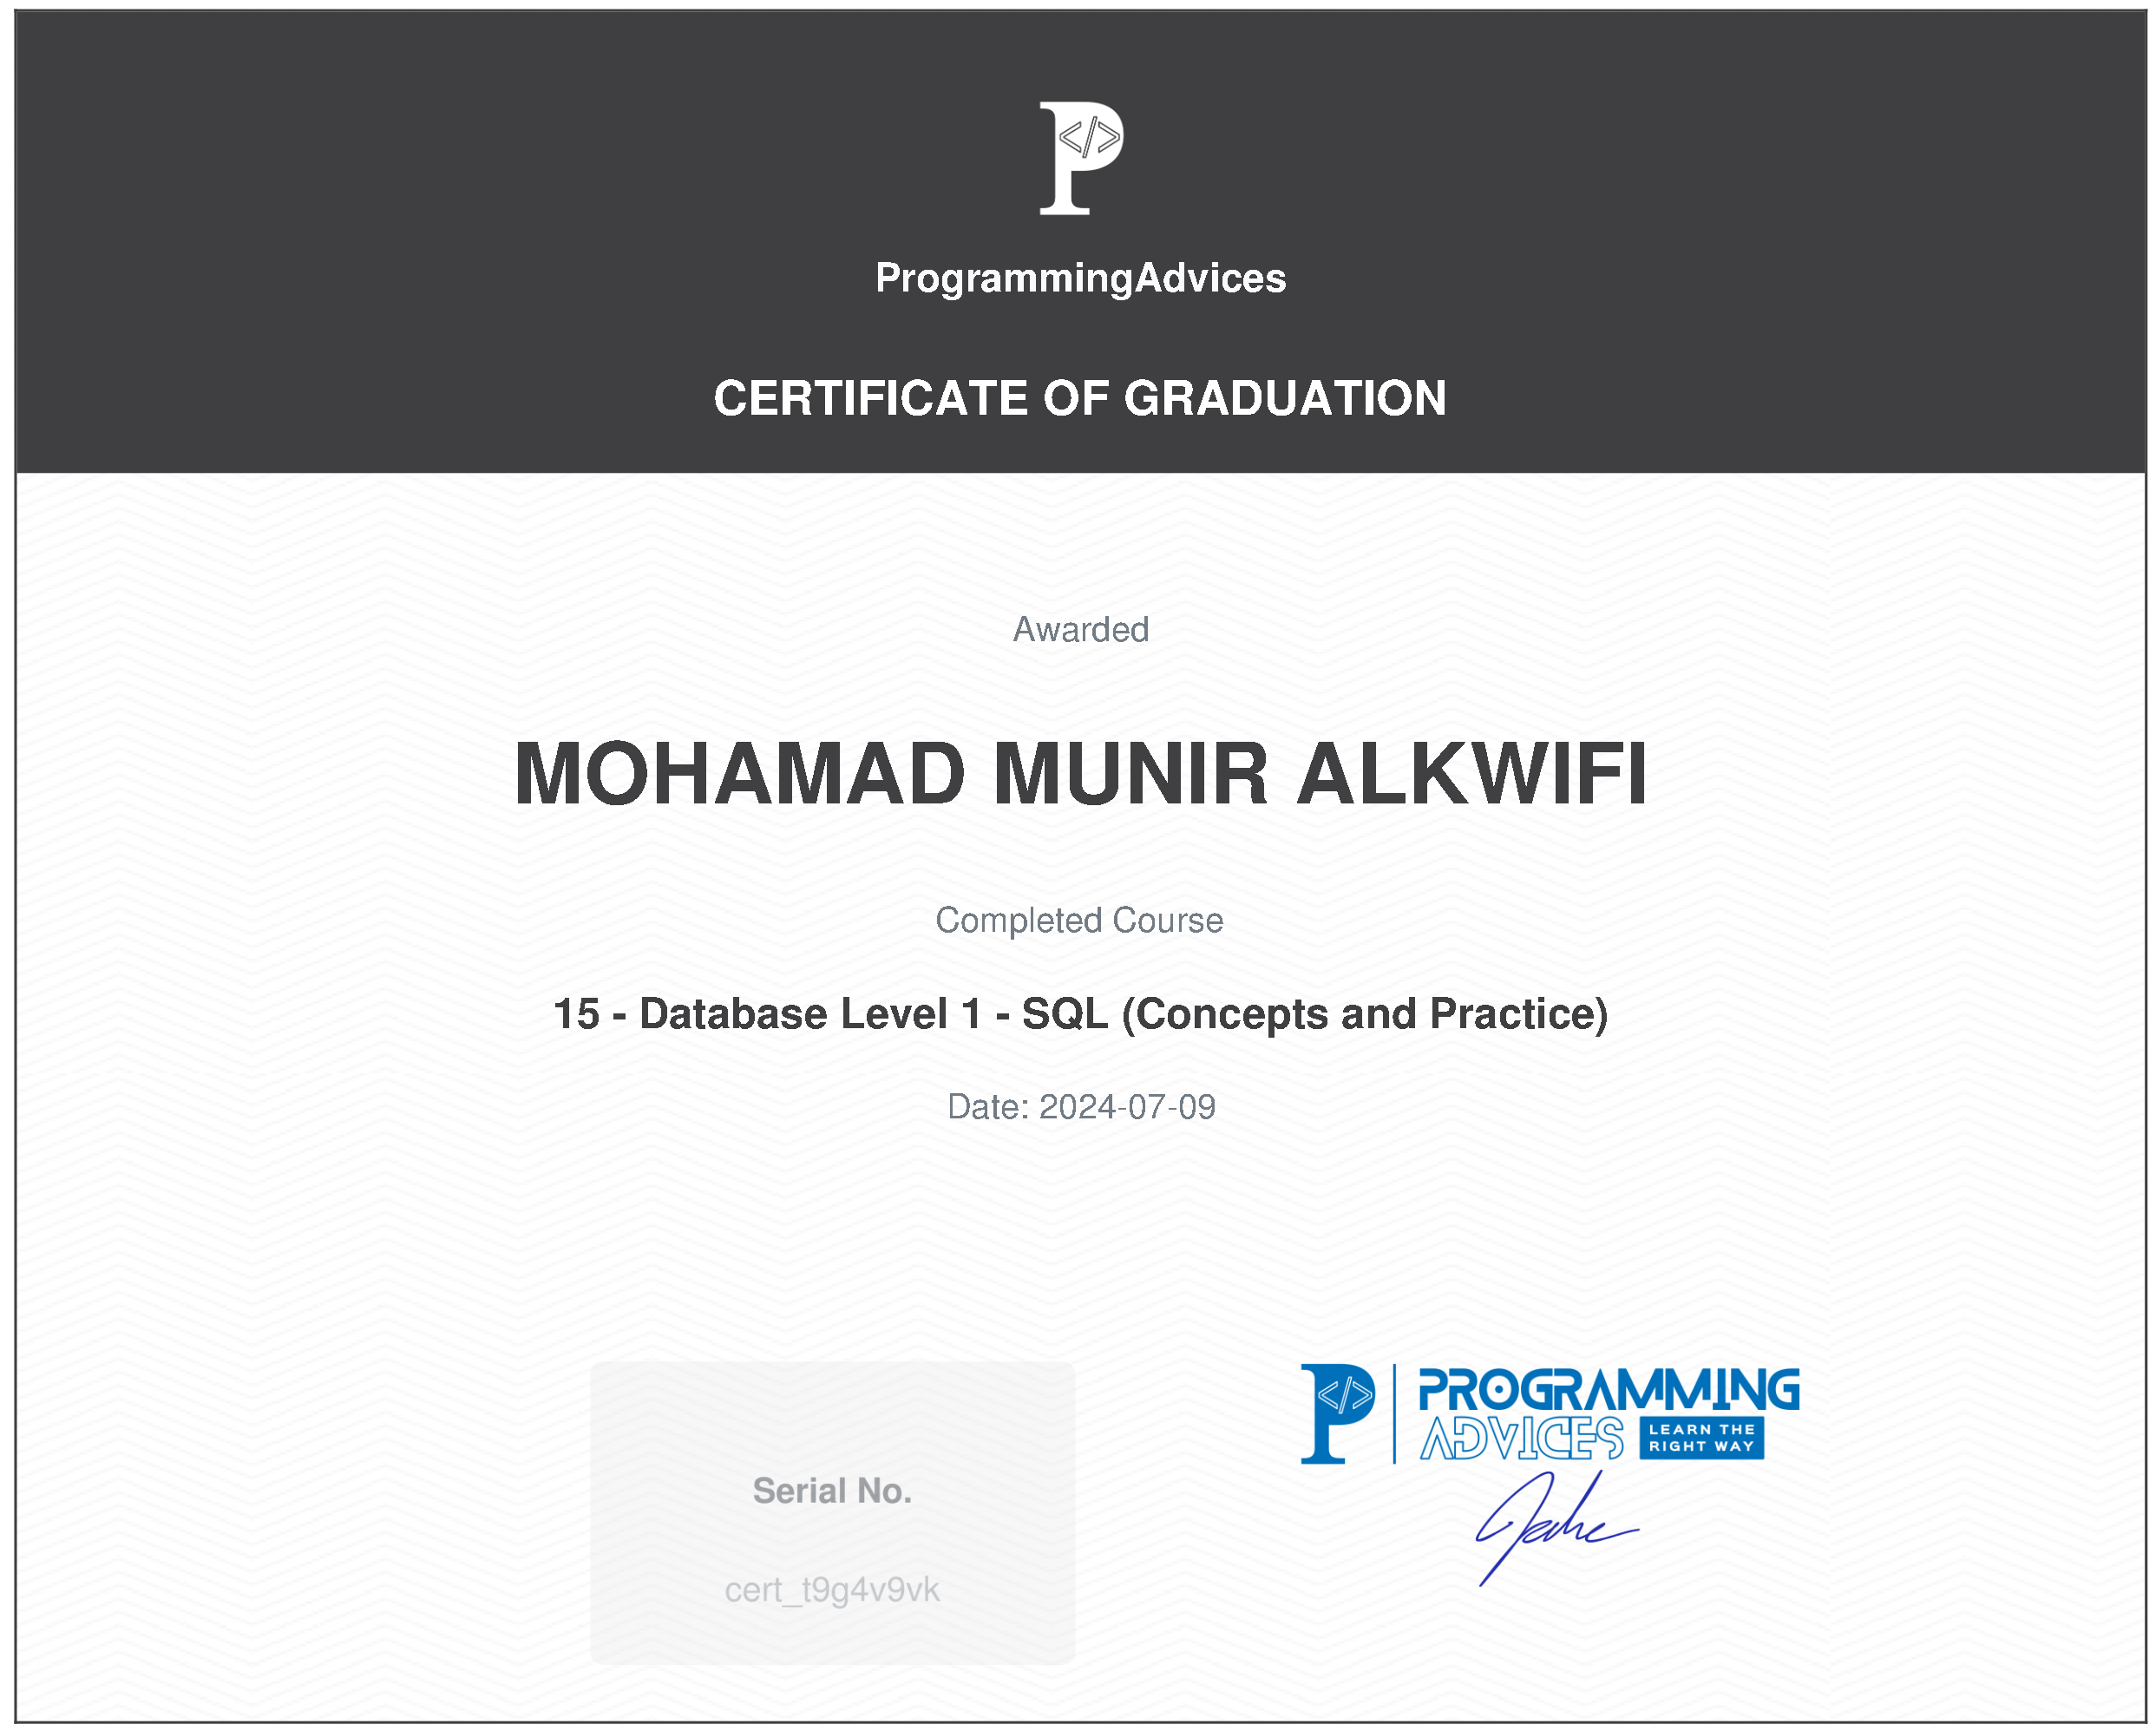 ProgrammingAdvices
CERTIFICATE OF GRADUATION
Awarded
MOHAMAD MUNIR ALKWIFI
Completed Course
15 - Database Level 1 - SQL (Concepts and Practice)
Date: 2024-07-09
Serial No.
cert_t9g4v9vk
P </> PROGRAMMING
ADVICES LEARN THE
RIGHT WAY